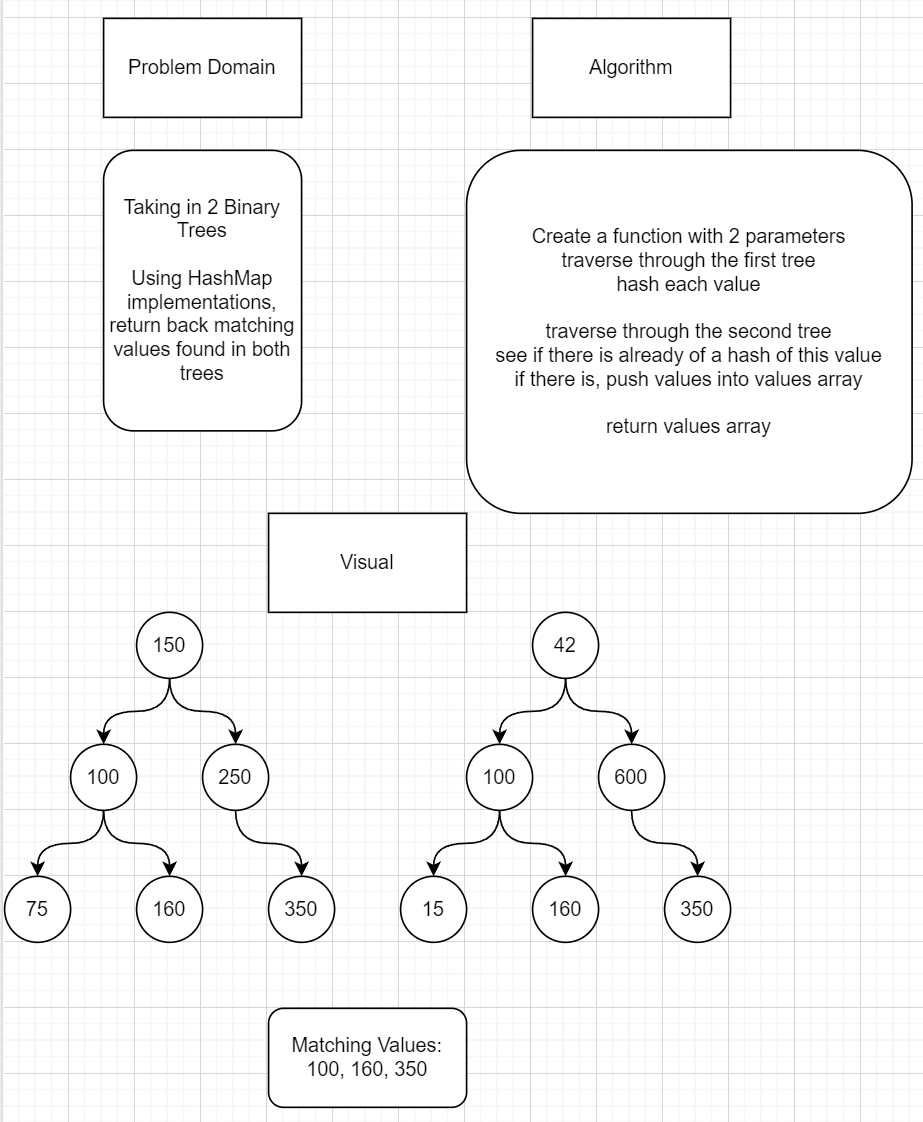 Problem Domain
Algorithm
Taking in 2 Binary
Trees
Using HashMap
implementations,
return back matching
values found in both
trees
Create a function with 2 parameters
traverse through the first tree
hash each value
traverse through the second tree
see if there is already of a hash of this value
if there is, push values into values array
return values array
Visual
150
42
100
250
100
600
75
160
350
15
160
350
Matching Values:
100, 160, 350